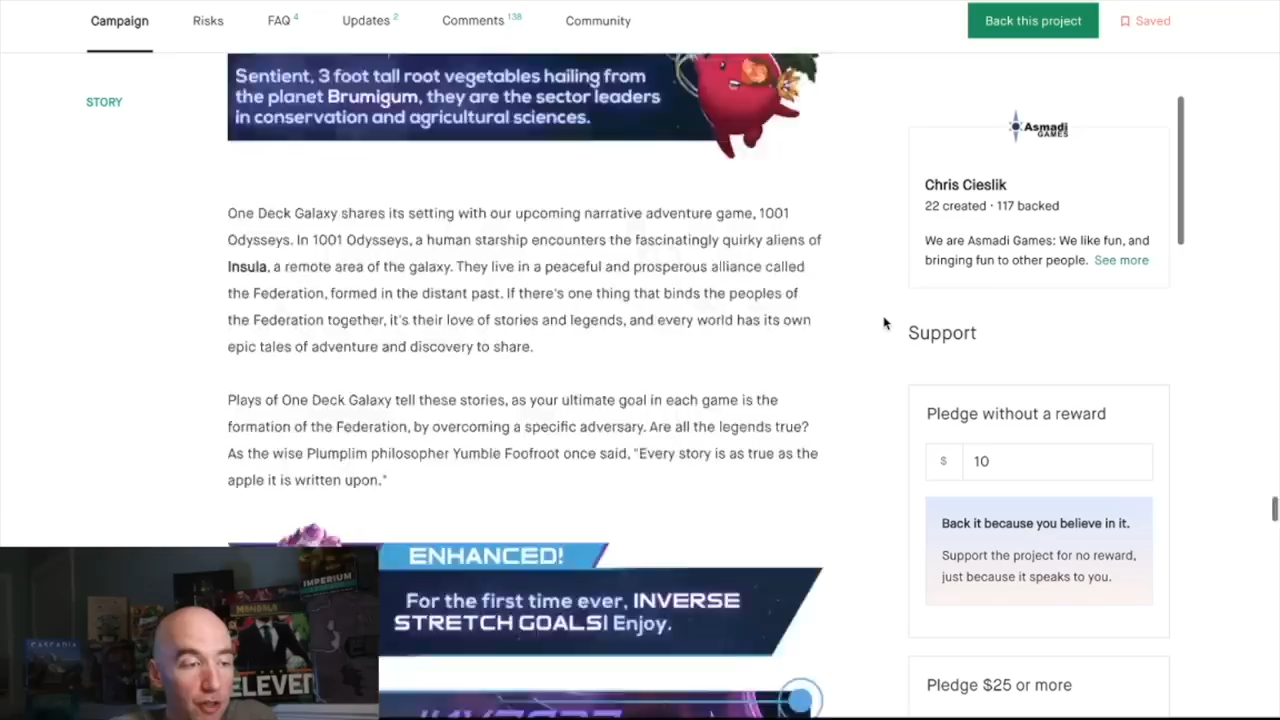 Campaign
Risks
FAQ 4
Updates 2
Comments 138
Community
Back this project
Saved
STORY
Sentient, 3 foot tall root vegetables hailing from
the planet Brumigum, they are the sector leaders
in conservation and agricultural sciences.
One Deck Galaxy shares its setting with our upcoming narrative adventure game, 1001
Odysseys. In 1001 Odysseys, a human starship encounters the fascinatingly quirky aliens of
Insula, a remote area of the galaxy. They live in a peaceful and prosperous alliance called
the Federation, formed in the distant past. If there's one thing that binds the peoples of
the Federation together, it's their love of stories and legends, and every world has its own
epic tales of adventure and discovery to share.
Plays of One Deck Galaxy tell these stories, as your ultimate goal in each game is the
formation of the Federation, by overcoming a specific adversary. Are all the legends true?
As the wise Plumplim philosopher Yumble Foofroot once said, "Every story is as true as the
apple it is written upon."
ENHANCED!
For the first time ever, INVERSE
STRETCH GOALS! Enjoy.
Asmadi
GAMES
Chris Cieslik
22 created · 117 backed
We are Asmadi Games: We like fun, and
bringing fun to other people. See more
Support
Pledge without a reward
$ 10
Back it because you believe in it.
Support the project for no reward,
just because it speaks to you.
Pledge $25 or more
IMPERIUM
MANDALA
CASCADIA
ELEVEN